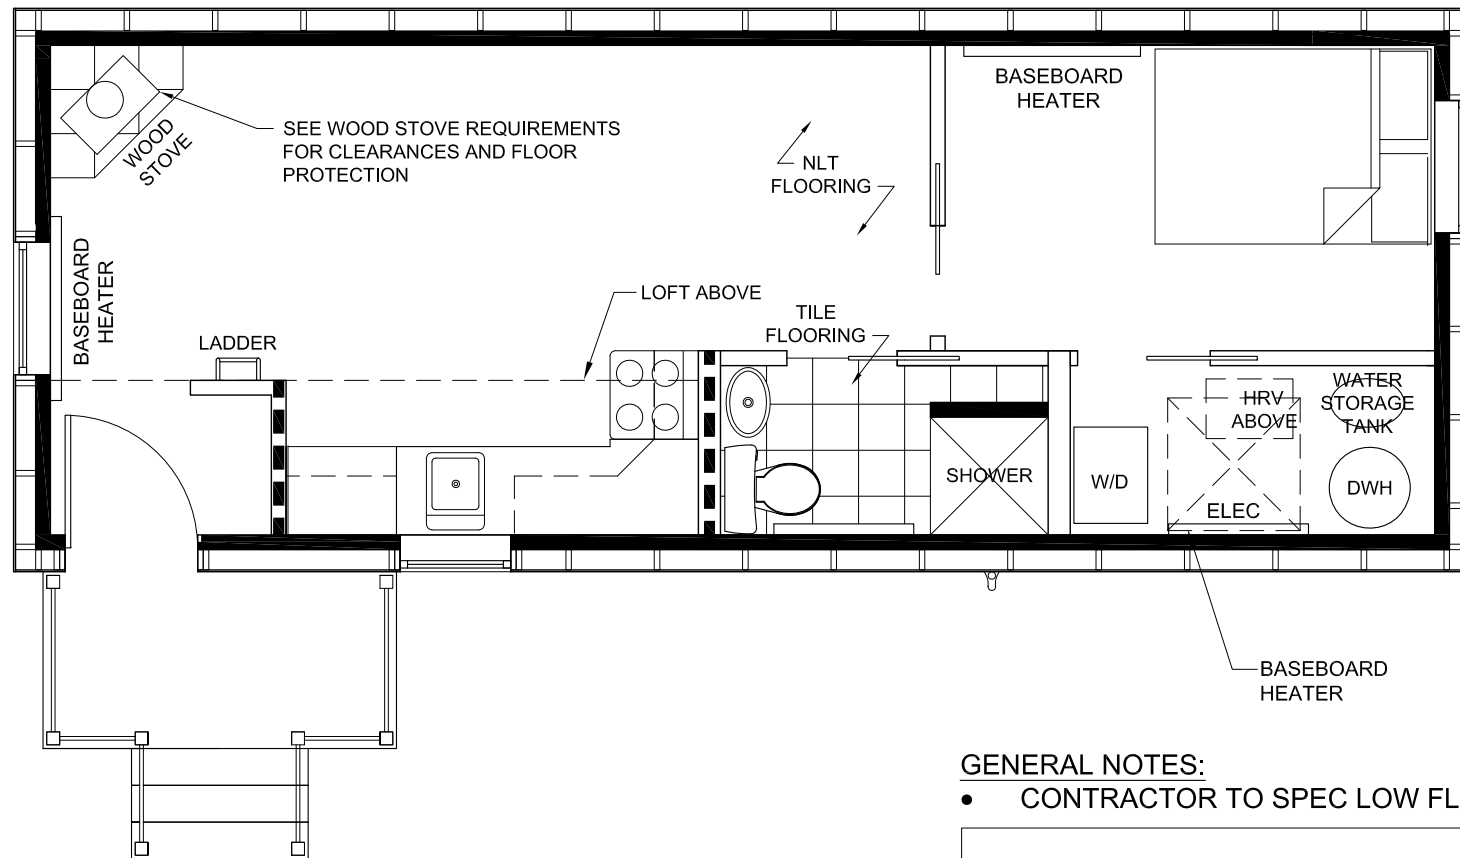 BASEBOARD
HEATER
SEE WOOD STOVE REQUIREMENTS
FOR CLEARANCES AND FLOOR
PROTECTION
WOOD
STOVE
NLT
FLOORING
BASEBOARD
HEATER
LOFT ABOVE
TILE
FLOORING
LADDER
HRV
ABOVE
WATER
STORAGE
TANK
SHOWER
W/D
ELEC
DWH
BASEBOARD
HEATER
GENERAL NOTES:
• CONTRACTOR TO SPEC LOW FL